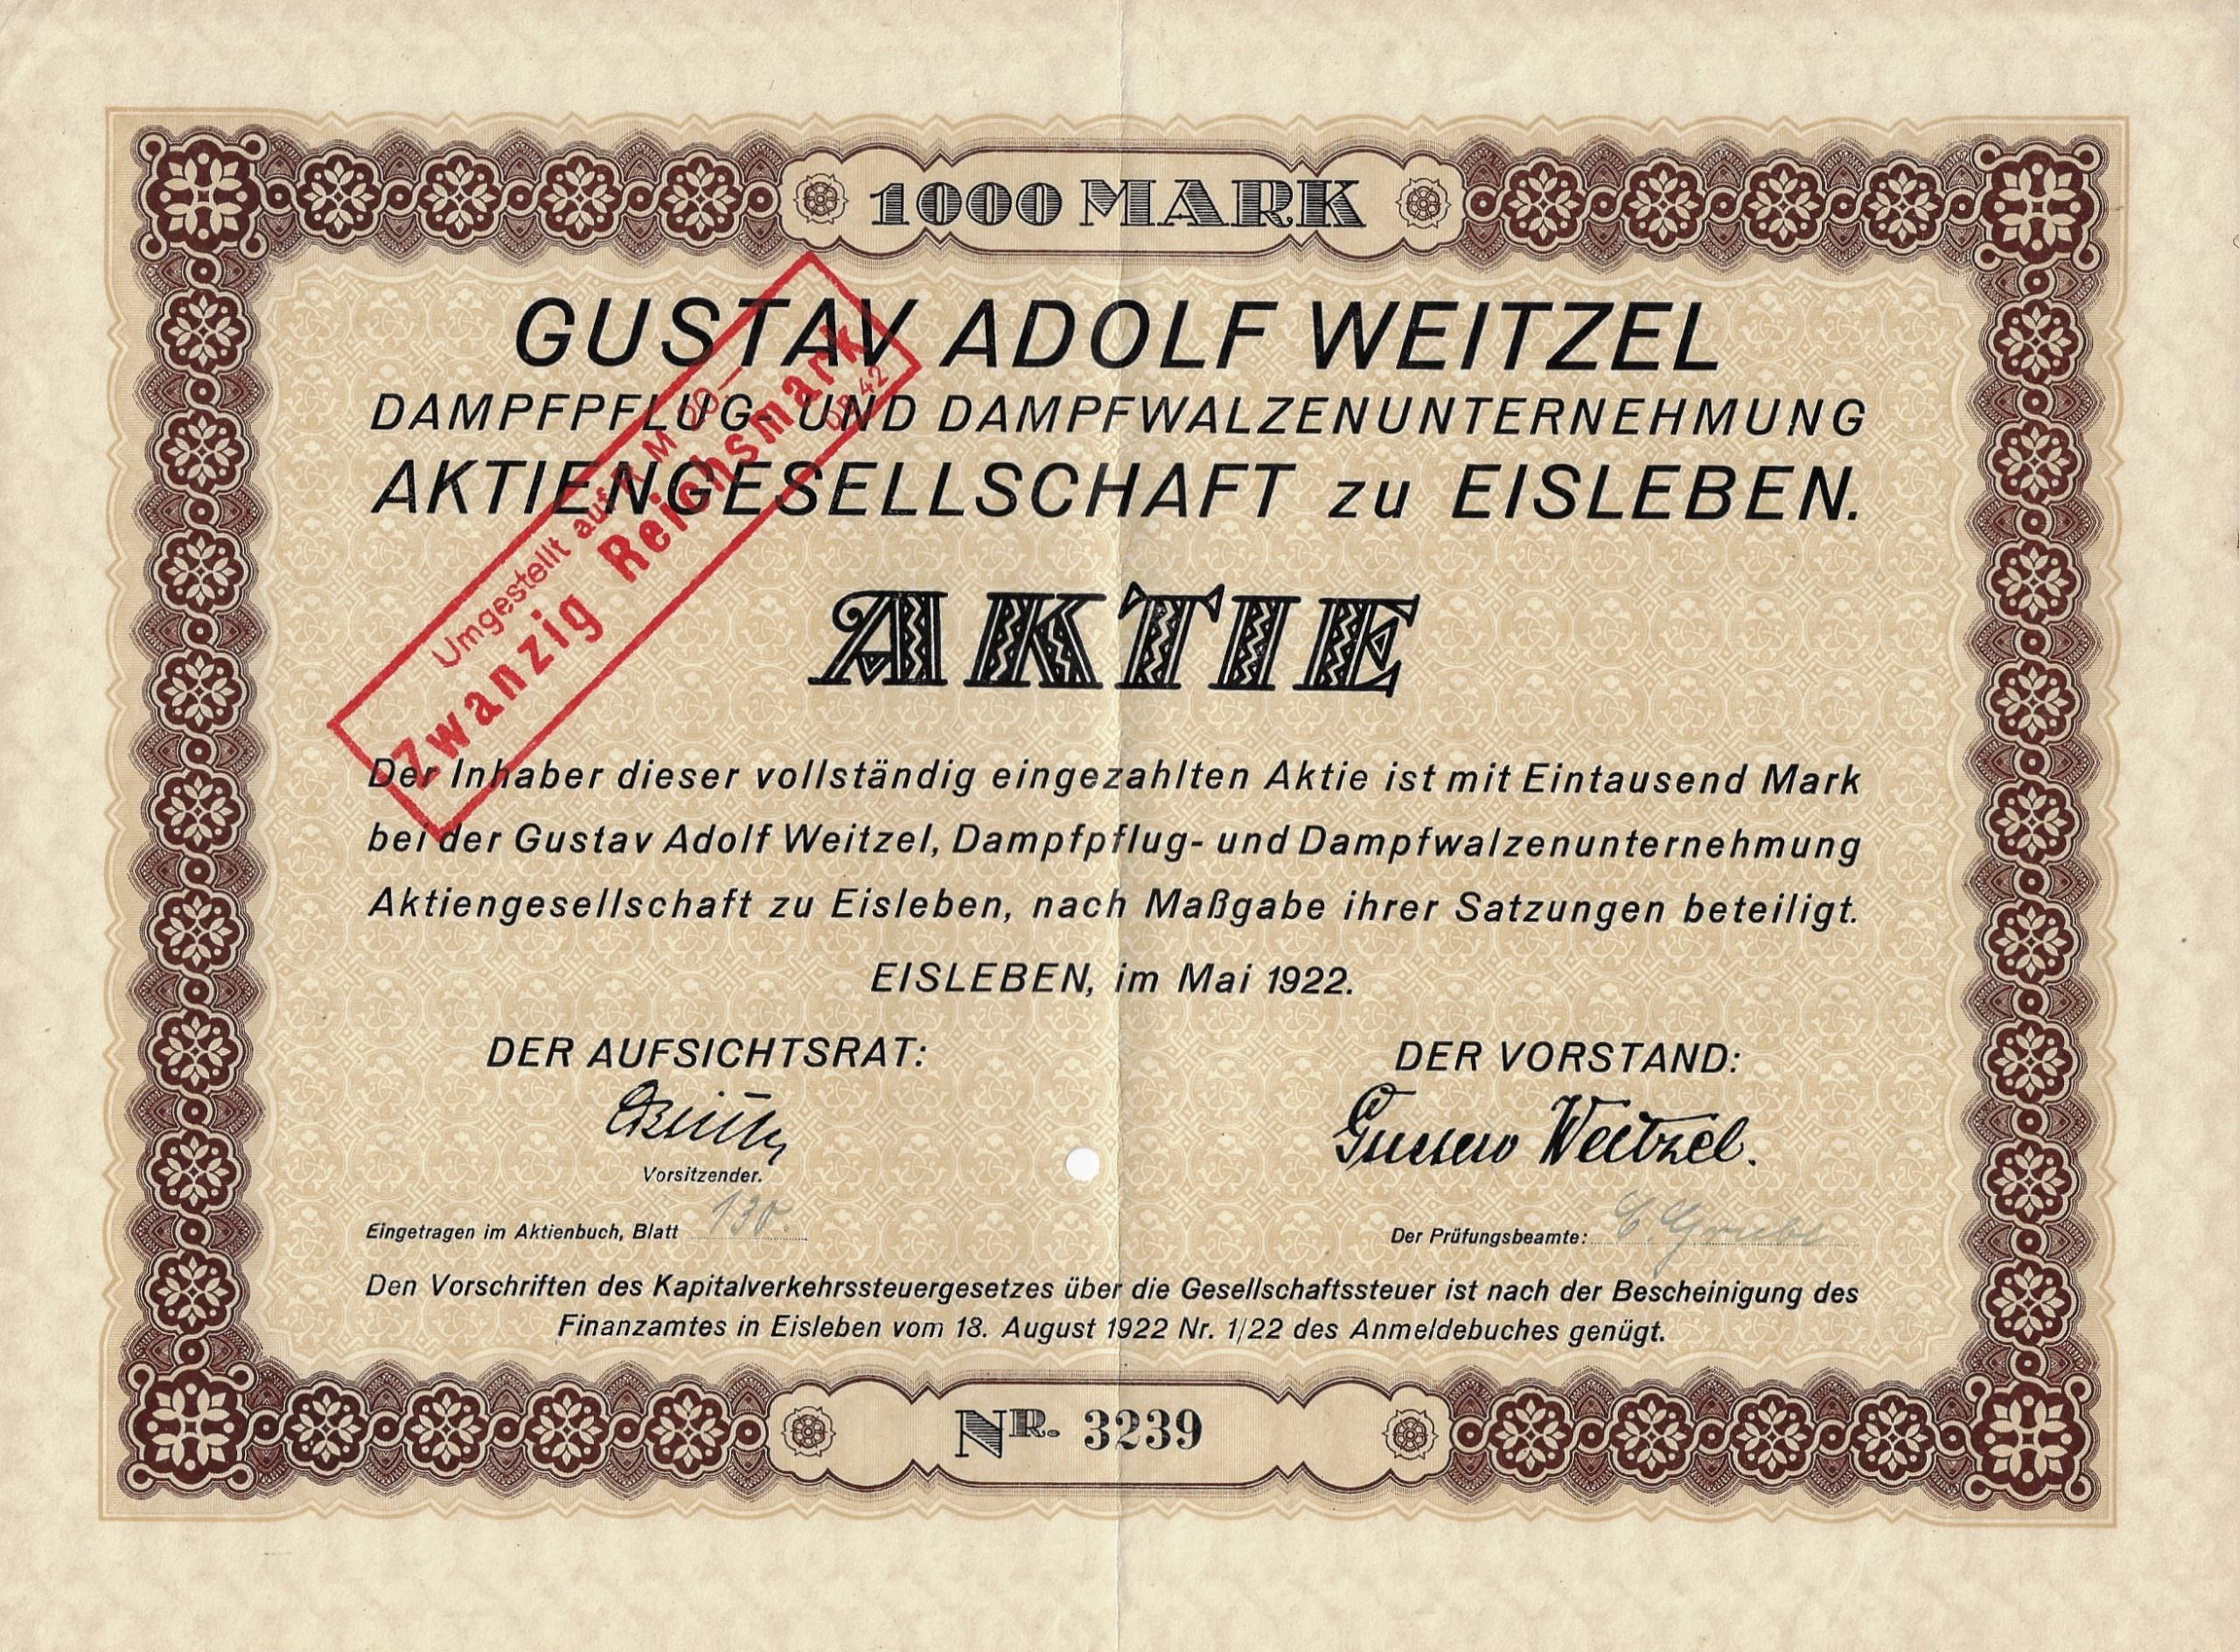 1000 MARK
GUSTAV ADOLF WEITZEL
DAMPFPFLUG- UND DAMPFWALZENUNTERNEHMUNG
AKTIENGESELLSCHAFT zu EISLEBEN.
Umgestellt auf R M 20.—
Zwanzig Reichsmark
AKTIE
Der Inhaber dieser vollständig eingezahlten Aktie ist mit Eintausend Mark
bei der Gustav Adolf Weitzel, Dampfpflug- und Dampfwalzenunternehmung
Aktiengesellschaft zu Eisleben, nach Maßgabe ihrer Satzungen beteiligt.
EISLEBEN, im Mai 1922.
DER AUFSICHTSRAT:
Vorsitzender.
DER VORSTAND:
Gustav Weitzel.
Eingetragen im Aktienbuch, Blatt 130.
Der Prüfungsbeamte:
Den Vorschriften des Kapitalverkehrssteuergesetzes über die Gesellschaftssteuer ist nach der Bescheinigung des
Finanzamtes in Eisleben vom 18. August 1922 Nr. 1/22 des Anmeldebuches genügt.
NR. 3239